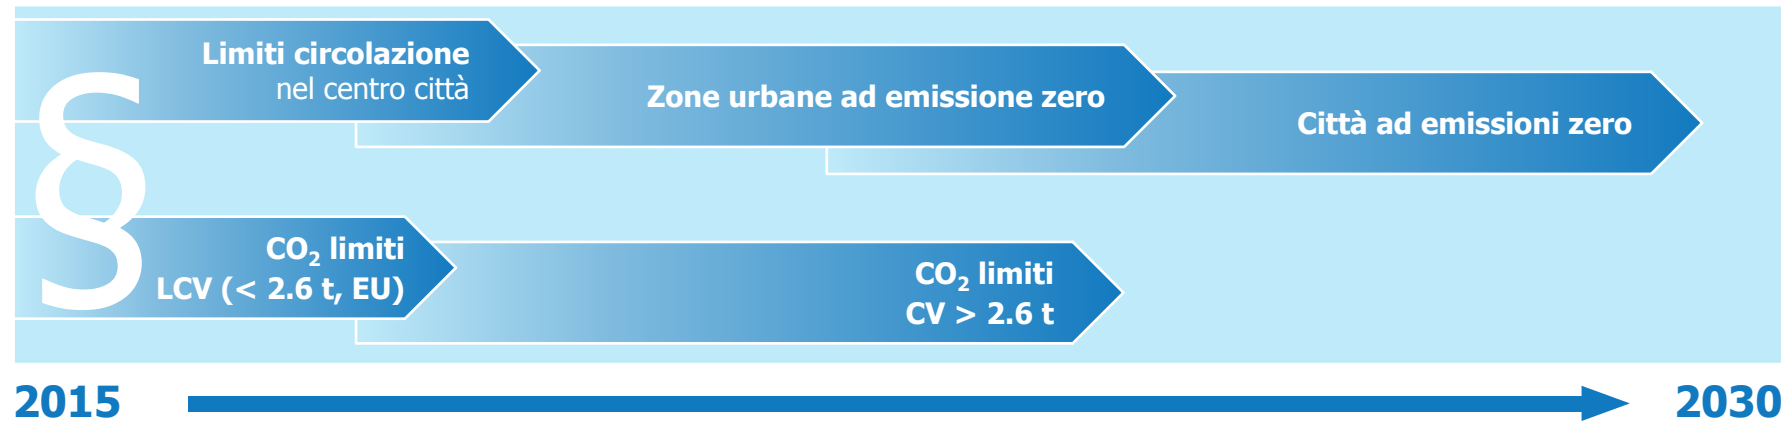 §
Limiti circolazione
nel centro città
Zone urbane ad emissione zero
Città ad emissioni zero
CO₂ limiti
LCV (< 2.6 t, EU)
CO₂ limiti
CV > 2.6 t
2015
2030